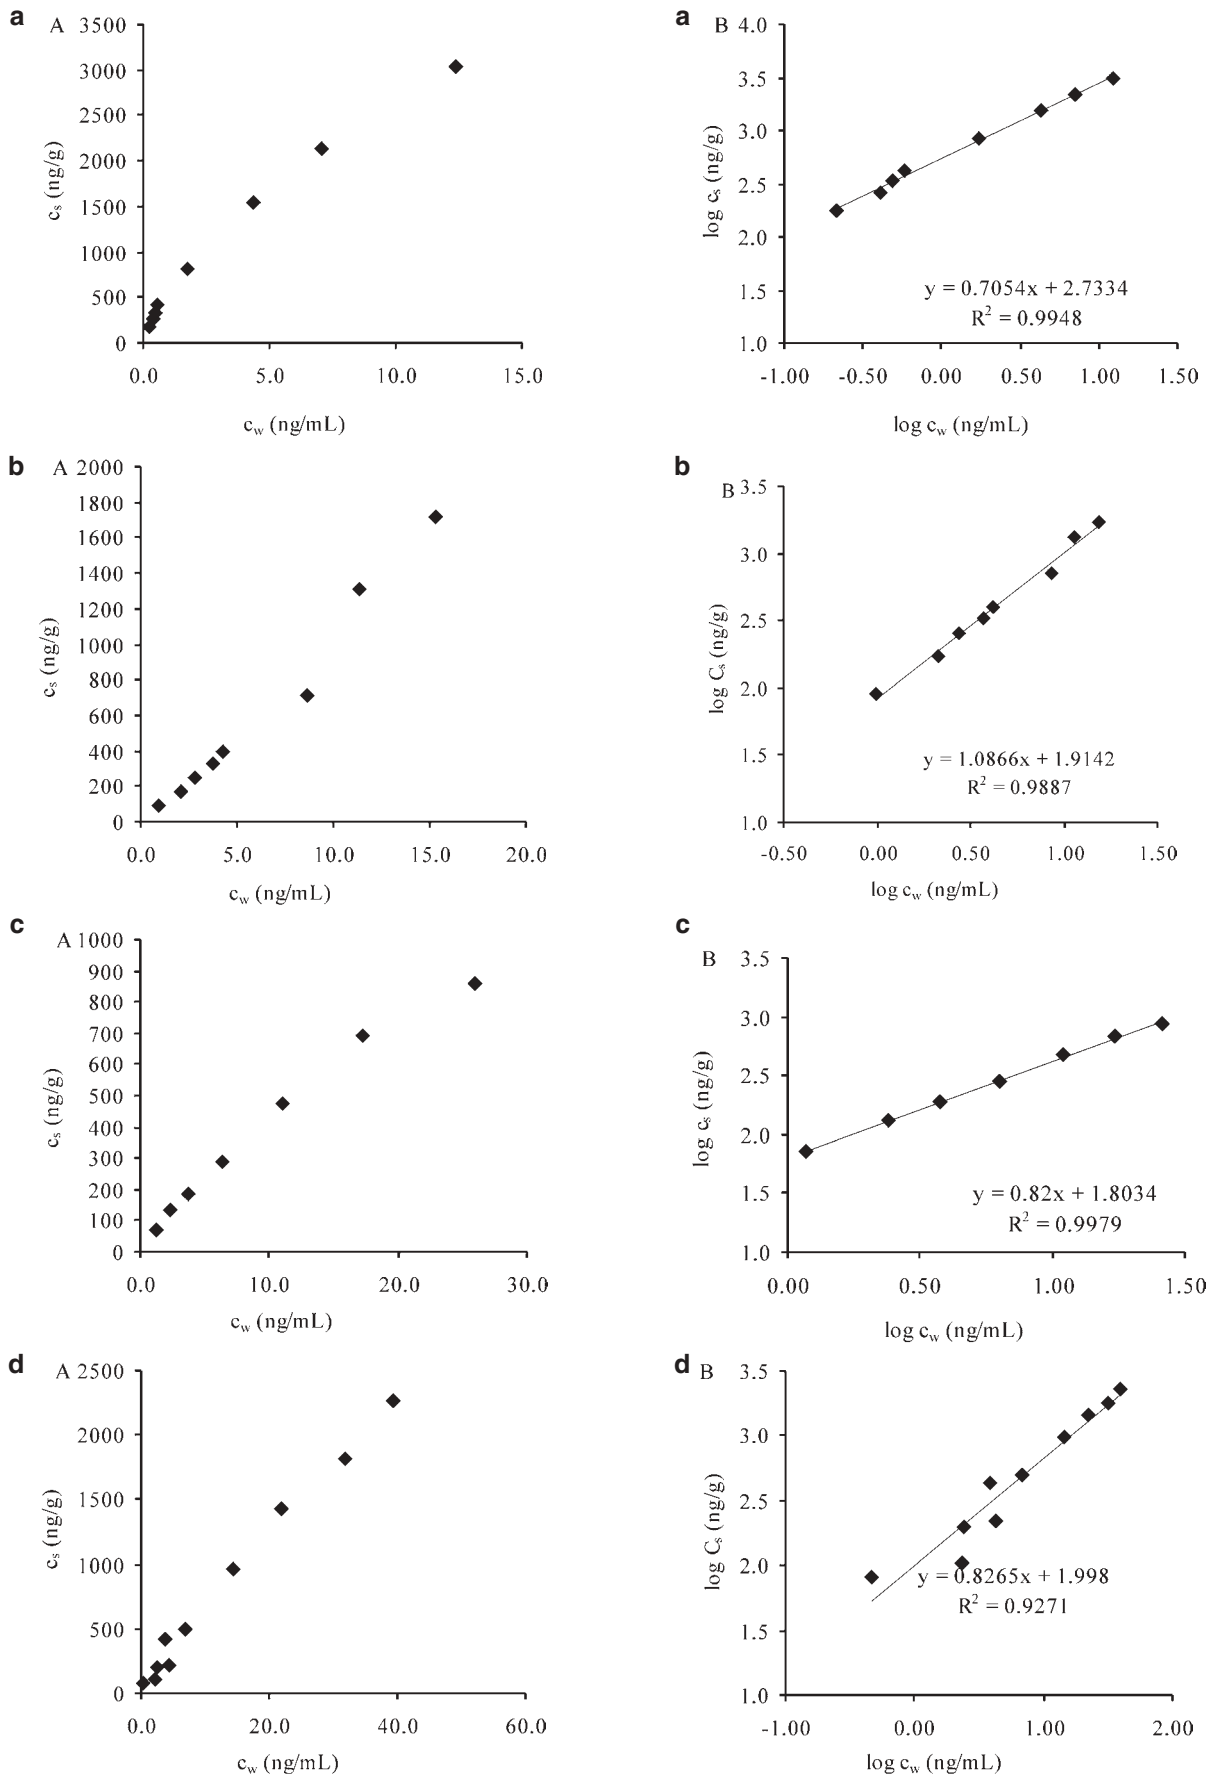 a A 3500
3000
2500
2000
1500
1000
500
0
cs (ng/g)
0.0 5.0 10.0 15.0
cw (ng/mL)
a B 4.0
3.5
3.0
2.5
2.0
1.5
1.0
log cs (ng/g)
y = 0.7054x + 2.7334
R² = 0.9948
-1.00 -0.50 0.00 0.50 1.00 1.50
log cw (ng/mL)
b A 2000
1800
1600
1400
1200
1000
800
600
400
200
0
cs (ng/g)
0.0 5.0 10.0 15.0 20.0
cw (ng/mL)
b B 3.5
3.0
2.5
2.0
1.5
1.0
log Cs (ng/g)
y = 1.0866x + 1.9142
R² = 0.9887
-0.50 0.00 0.50 1.00 1.50
log cw (ng/mL)
c A 1000
900
800
700
600
500
400
300
200
100
0
cs (ng/g)
0.0 10.0 20.0 30.0
cw (ng/mL)
c B 3.5
3.0
2.5
2.0
1.5
1.0
log cs (ng/g)
y = 0.82x + 1.8034
R² = 0.9979
0.00 0.50 1.00 1.50
log cw (ng/mL)
d A 2500
2000
1500
1000
500
0
cs (ng/g)
0.0 20.0 40.0 60.0
cw (ng/mL)
d B 3.5
3.0
2.5
2.0
1.5
1.0
log Cs (ng/g)
y = 0.8265x + 1.998
R² = 0.9271
-1.00 0.00 1.00 2.00
log cw (ng/mL)